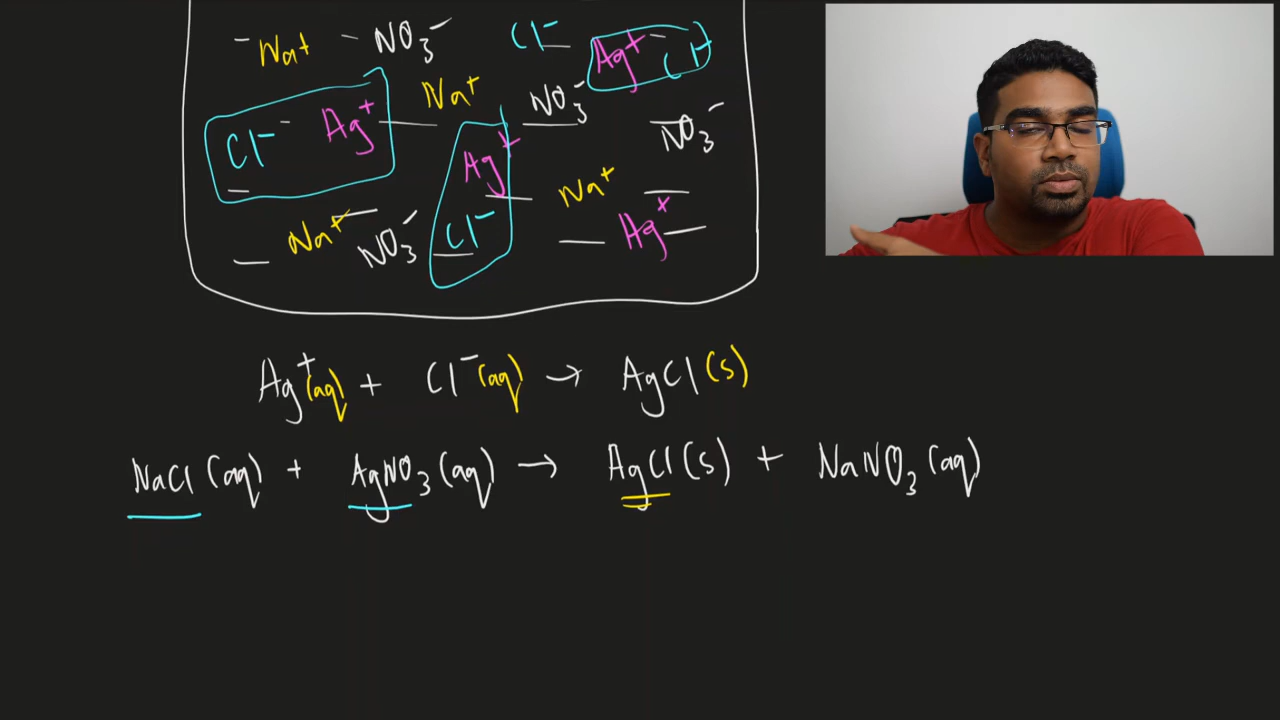 Na⁺ NO₃⁻ Cl⁻ Ag⁺ Cl⁻
Cl⁻ Ag⁺ Na⁺ NO₃⁻ NO₃⁻
Ag⁺ Na⁺
Na⁺ NO₃⁻ Cl⁻ Ag⁺
Ag⁺(aq) + Cl⁻(aq) → AgCl(s)
NaCl(aq) + AgNO₃(aq) → AgCl(s) + NaNO₃(aq)